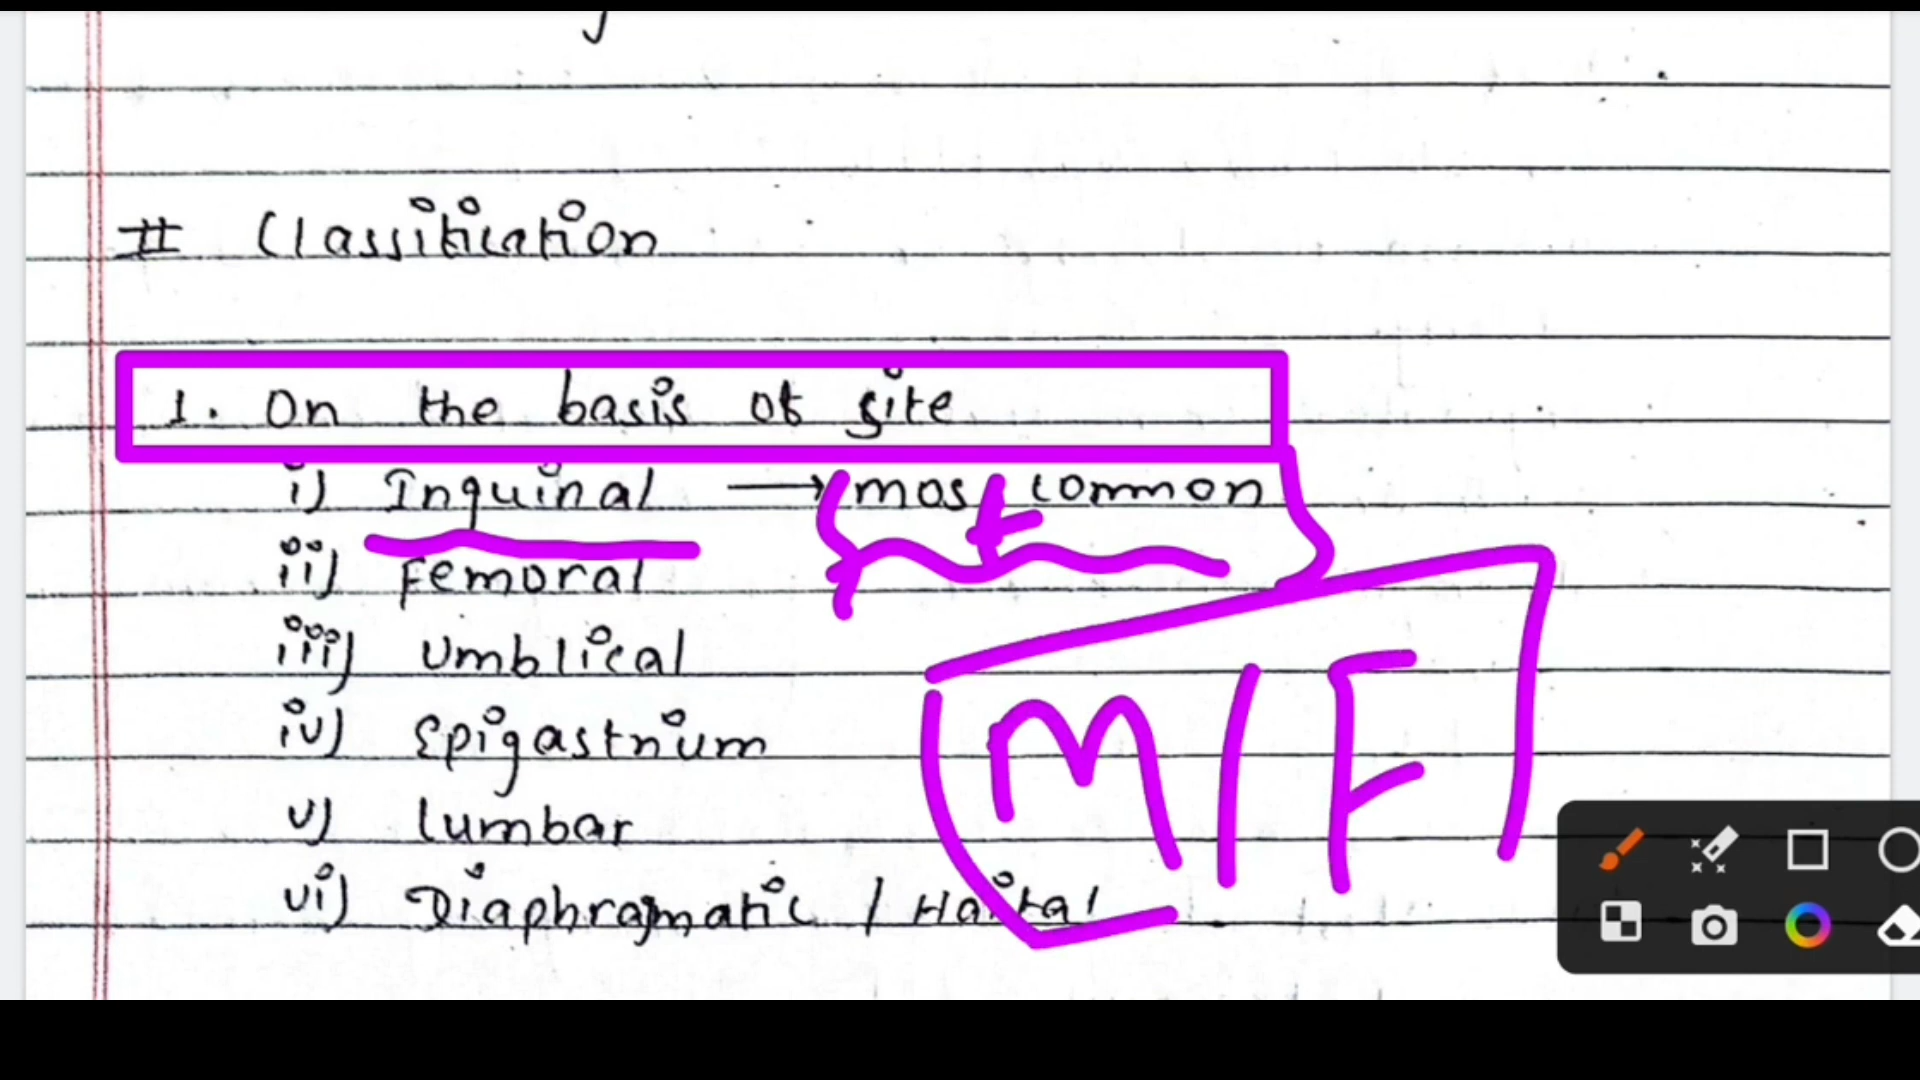 # Classification
1. On the basis of site
i) Inguinal → most common
ii) Femoral
iii) Umblical
iv) Epigastrium
v) Lumbar
vi) Diaphragmatic / Haital
M/F